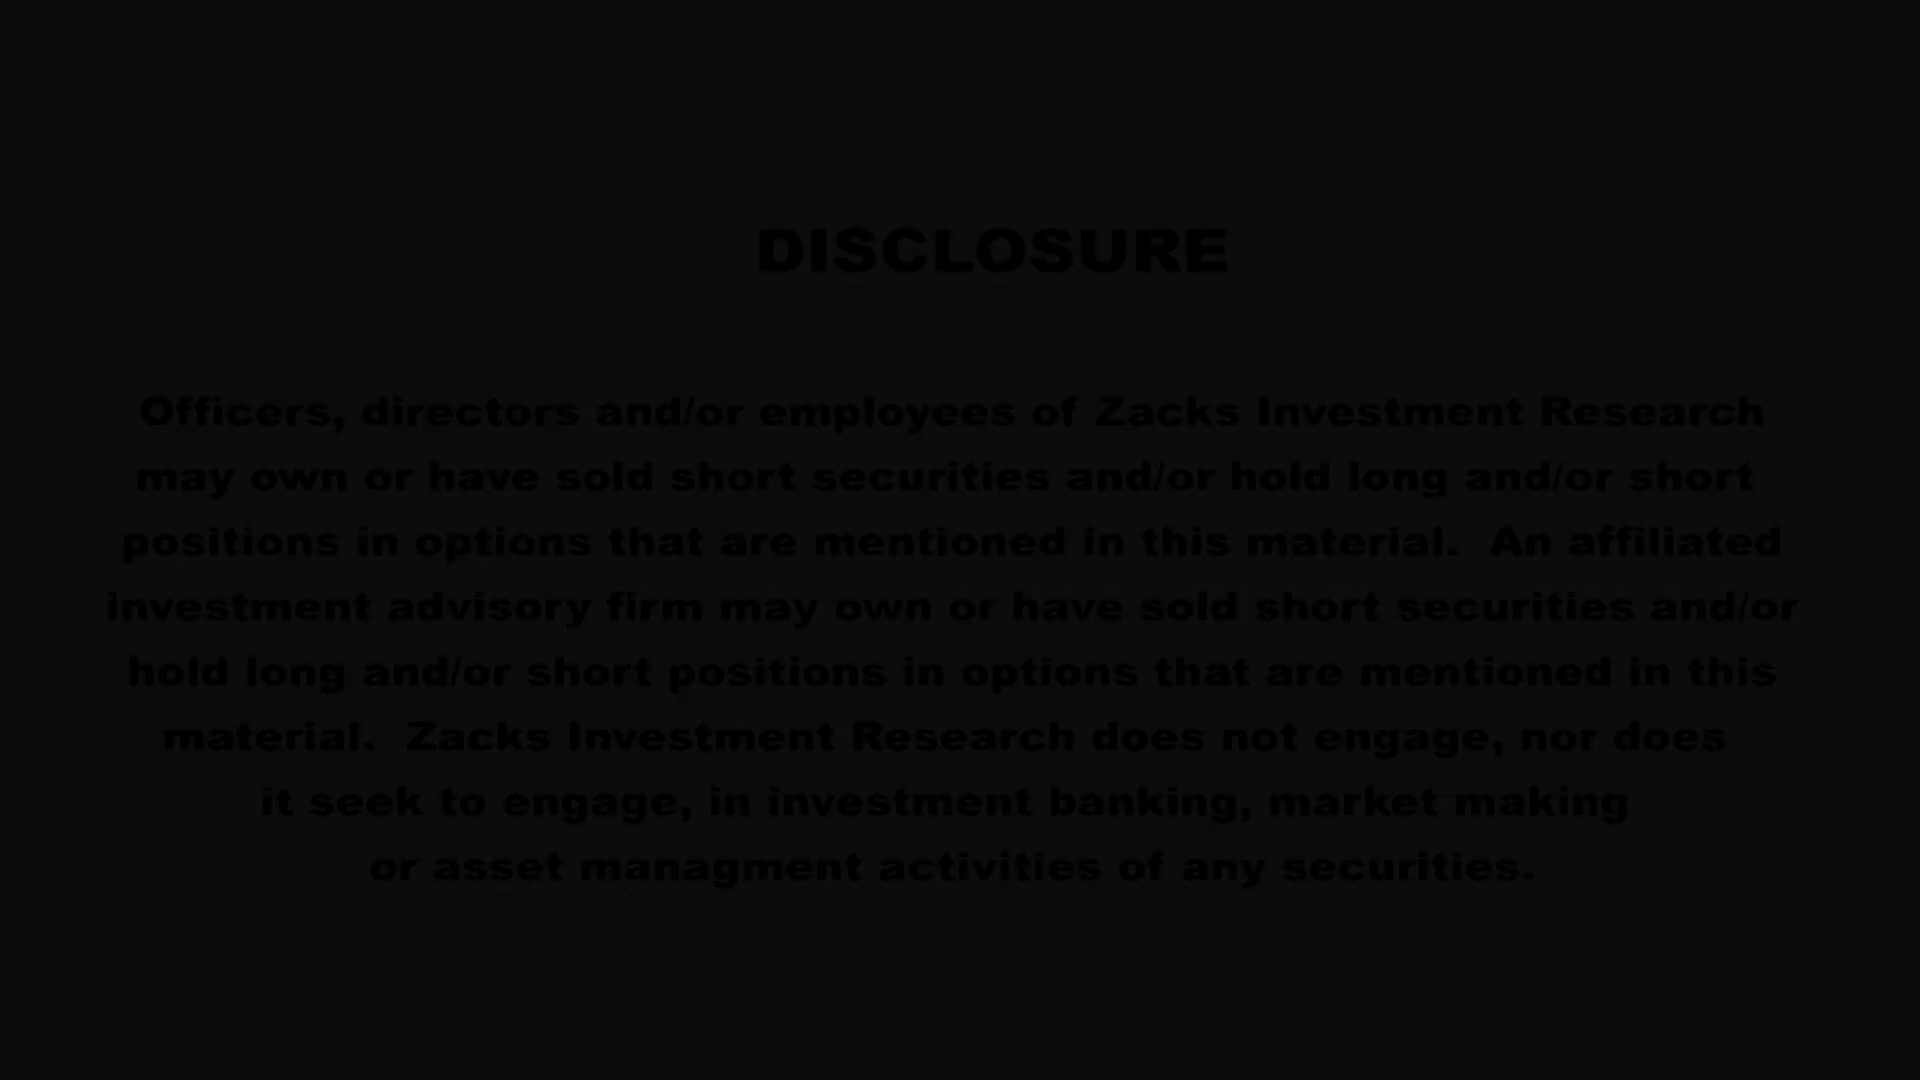 DISCLOSURE
Officers, directors and/or employees of Zacks Investment Research
may own or have sold short securities and/or hold long and/or short
positions in options that are mentioned in this material.  An affiliated
investment advisory firm may own or have sold short securities and/or
hold long and/or short positions in options that are mentioned in this
material.  Zacks Investment Research does not engage, nor does
it seek to engage, in investment banking, market making
or asset managment activities of any securities.